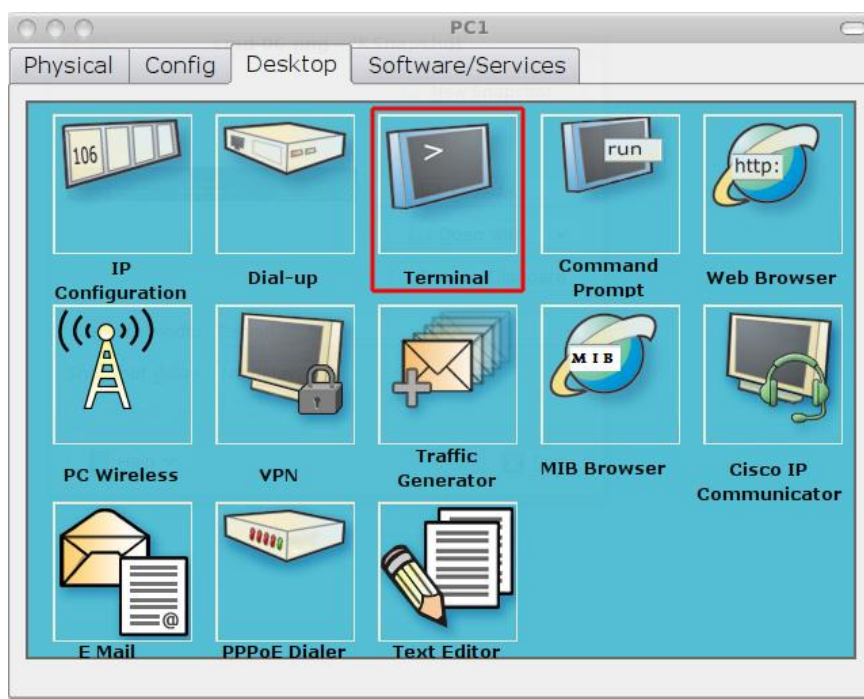 PC1
Physical Config Desktop Software/Services
106
>
run
http:
IP
Configuration
Dial-up
Terminal
Command
Prompt
Web Browser
MIB
PC Wireless
VPN
Traffic
Generator
MIB Browser
Cisco IP
Communicator
@
E Mail
PPPoE Dialer
Text Editor